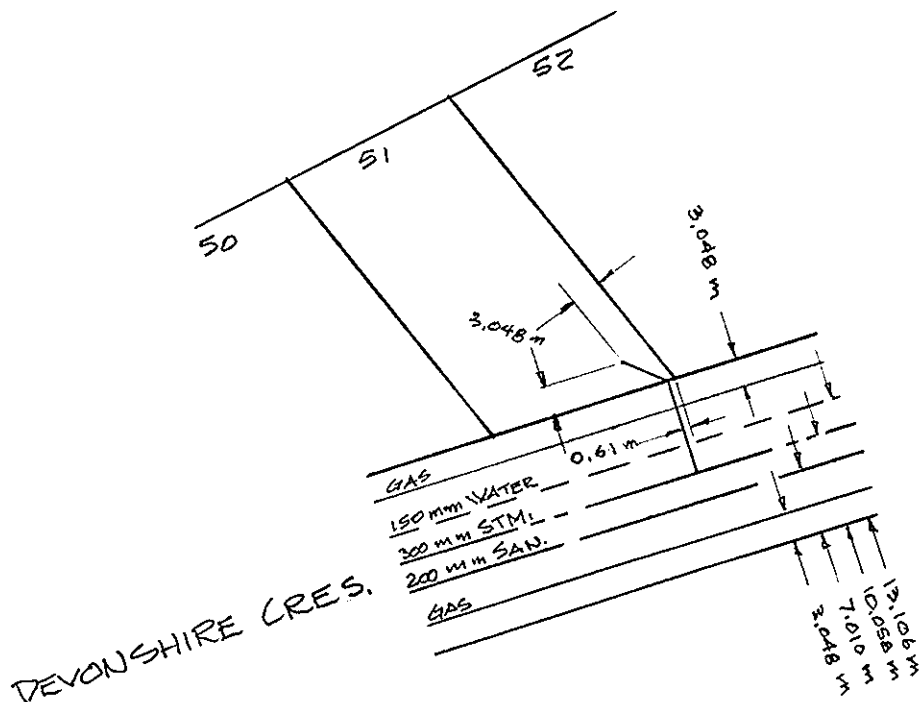 52
51
50
3.048 m
3.048 m
0.61 m
GAS
150 mm WATER
300 mm STM.
200 mm SAN.
GAS
DEVONSHIRE CRES.
13.106 m
10.058 m
7.010 m
3.048 m